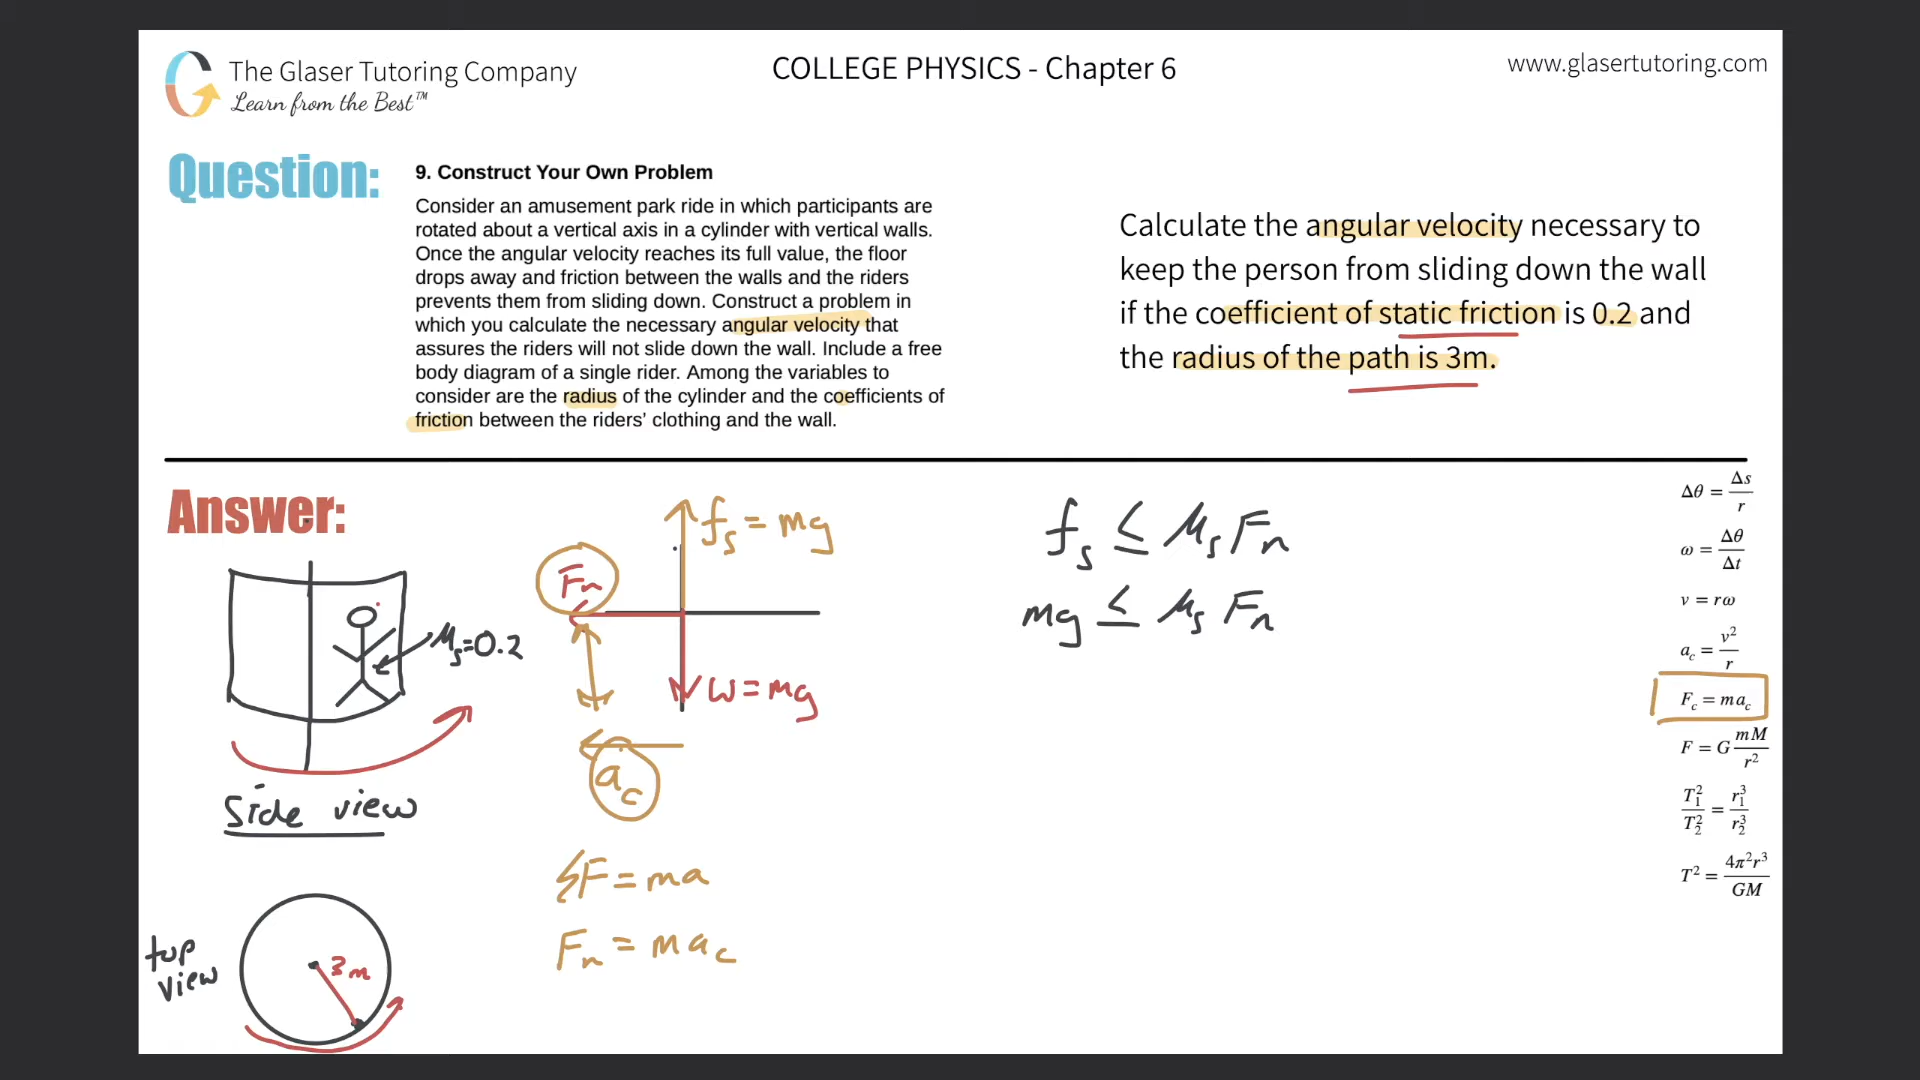 The Glaser Tutoring Company
Learn from the Best™
COLLEGE PHYSICS - Chapter 6
www.glasertutoring.com
Question:
9. Construct Your Own Problem
Consider an amusement park ride in which participants are
rotated about a vertical axis in a cylinder with vertical walls.
Once the angular velocity reaches its full value, the floor
drops away and friction between the walls and the riders
prevents them from sliding down. Construct a problem in
which you calculate the necessary angular velocity that
assures the riders will not slide down the wall. Include a free
body diagram of a single rider. Among the variables to
consider are the radius of the cylinder and the coefficients of
friction between the riders' clothing and the wall.
Calculate the angular velocity necessary to
keep the person from sliding down the wall
if the coefficient of static friction is 0.2 and
the radius of the path is 3m.
Answer:
μs=0.2
side view
top
view
3m
fs = mg
Fn
W = mg
ac
ΣF = ma
Fn = mac
fs ≤ μs Fn
mg ≤ μs Fn
Δθ = Δs/r
ω = Δθ/Δt
v = rω
ac = v²/r
Fc = mac
F = G mM/r²
T₁²/T₂² = r₁³/r₂³
T² = 4π²r³/GM